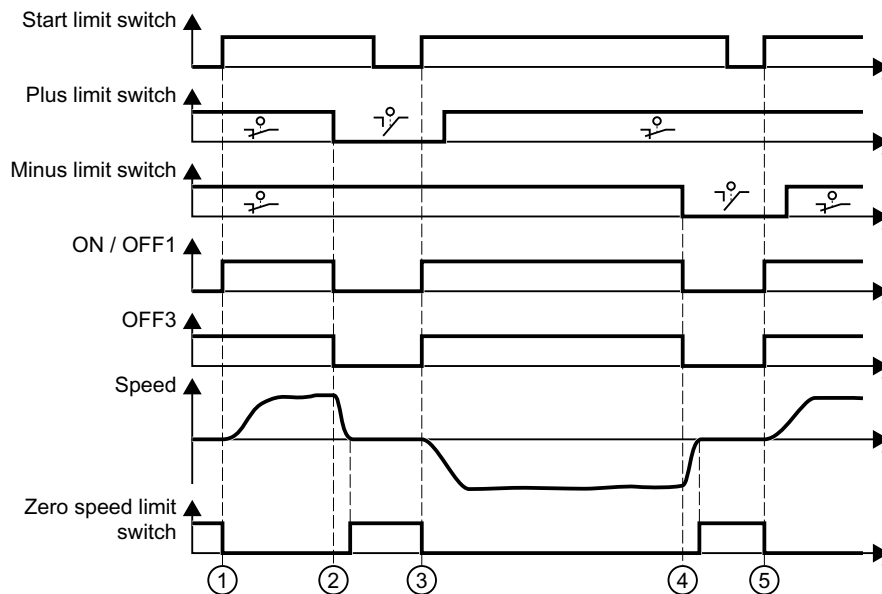 Start limit switch
Plus limit switch
Minus limit switch
ON / OFF1
OFF3
Speed
Zero speed limit
switch
1 2 3 4 5